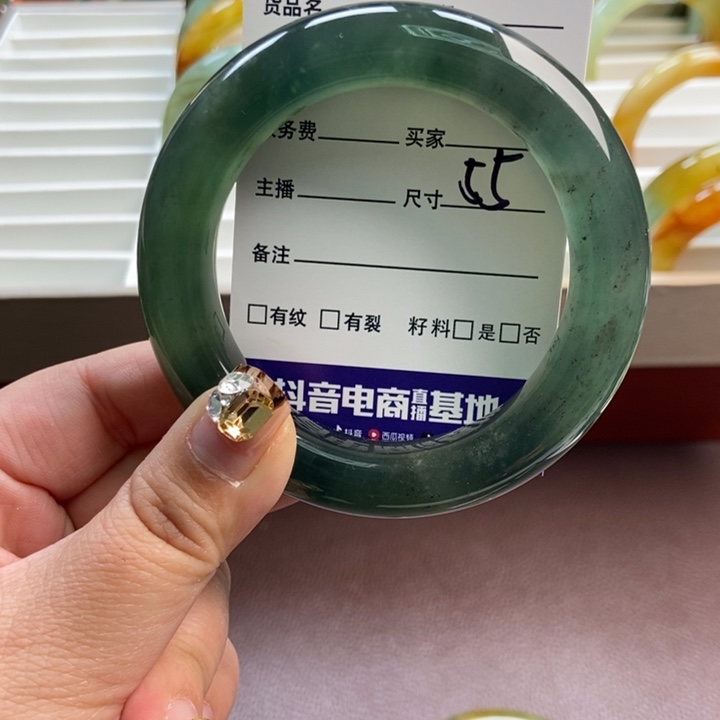 货品名
务费 买家
主播 尺寸 55
备注
□有纹 □有裂 籽料□是□否
抖音电商直播基地
抖音 西瓜视频